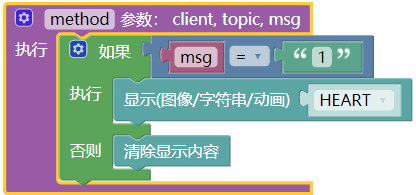 method 参数： client, topic, msg
执行 如果 msg = ▾ “ 1 ”
执行 显示(图像/字符串/动画) HEART ▾
否则 清除显示内容